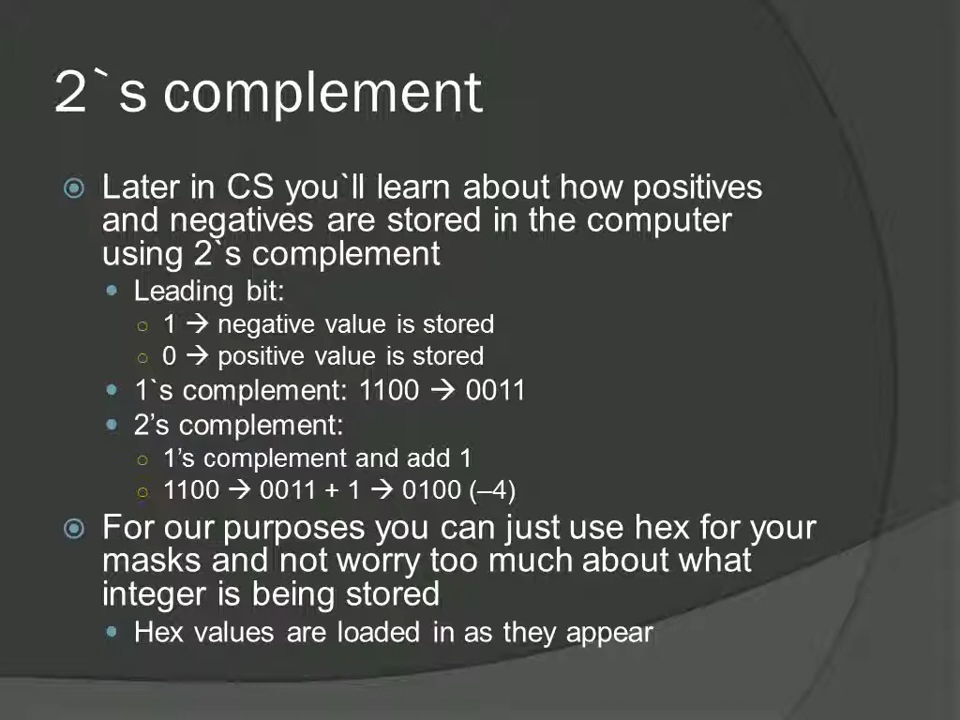 2`s complement
Later in CS you`ll learn about how positives
and negatives are stored in the computer
using 2`s complement
Leading bit:
1 → negative value is stored
0 → positive value is stored
1`s complement: 1100 → 0011
2’s complement:
1’s complement and add 1
1100 → 0011 + 1 → 0100 (–4)
For our purposes you can just use hex for your
masks and not worry too much about what
integer is being stored
Hex values are loaded in as they appear